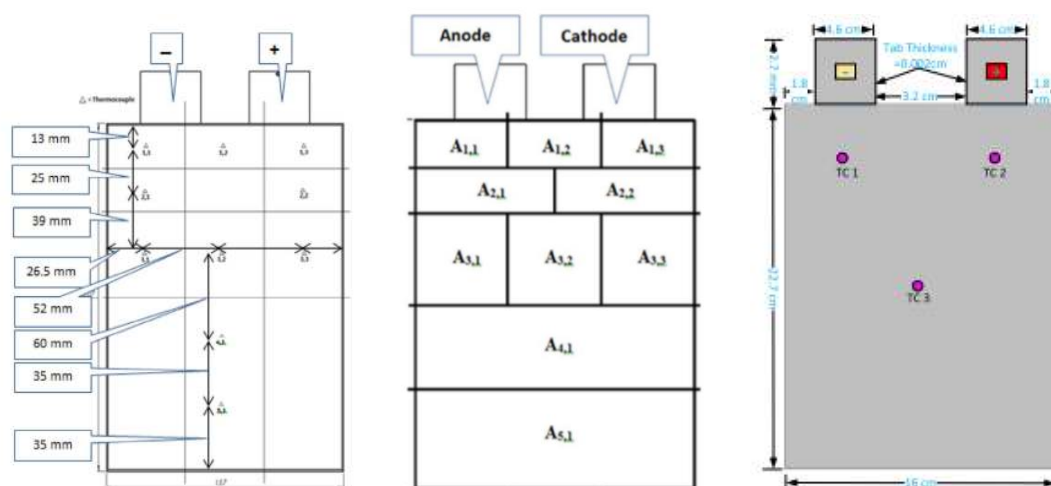 −
+
△ = Thermocouple
13 mm
25 mm
39 mm
26.5 mm
52 mm
60 mm
35 mm
35 mm
157
Anode
Cathode
A1,1
A1,2
A1,3
A2,1
A2,2
A3,1
A3,2
A3,3
A4,1
A5,1
4.6 cm
4.6 cm
Tab Thickness
=0.002cm
1.8
cm
3.2 cm
1.8
cm
TC 1
TC 2
TC 3
16 cm